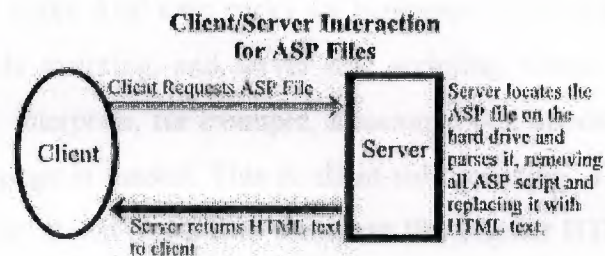 Client/Server Interaction
for ASP Files
Client Requests ASP File
Client
Server
Server locates the
ASP file on the
hard drive and
parses it, removing
all ASP script and
replacing it with
HTML text.
Server returns HTML text
to client